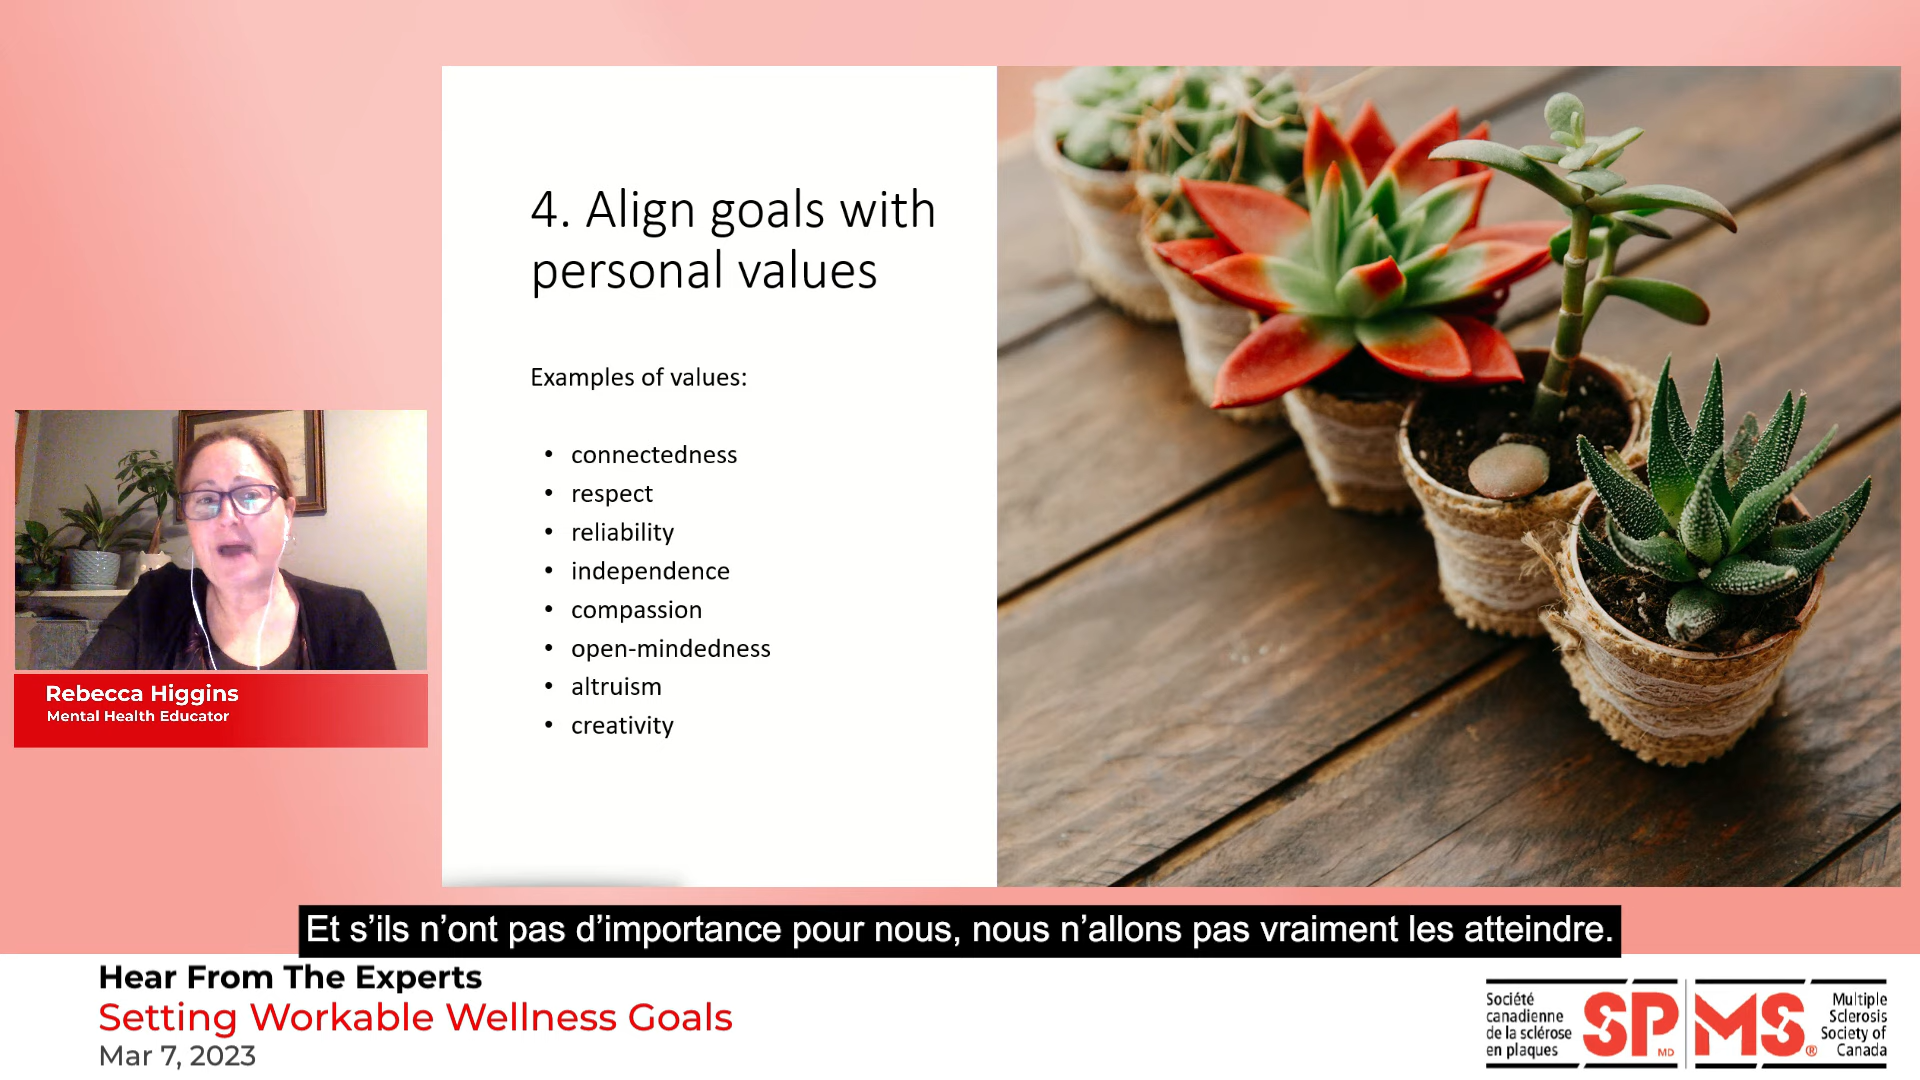 4. Align goals with
personal values
Examples of values:
• connectedness
• respect
• reliability
• independence
• compassion
• open-mindedness
• altruism
• creativity
Rebecca Higgins
Mental Health Educator
Et s’ils n’ont pas d’importance pour nous, nous n’allons pas vraiment les atteindre.
Hear From The Experts
Setting Workable Wellness Goals
Mar 7, 2023
Société
canadienne
de la sclérose
en plaques
SP MD
MS ®
Multiple
Sclerosis
Society of
Canada